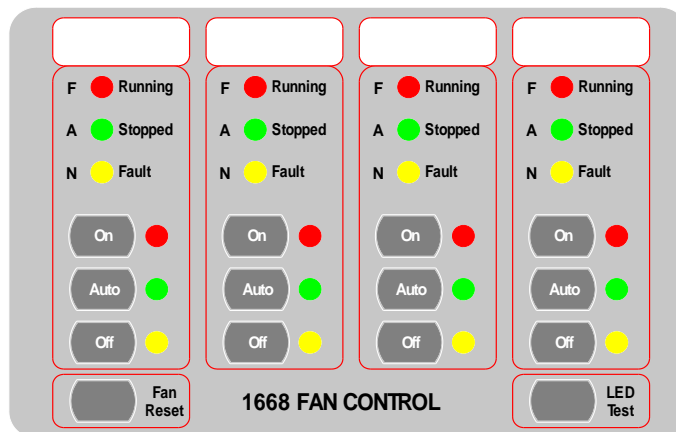 F Running F Running F Running F Running
A Stopped A Stopped A Stopped A Stopped
N Fault N Fault N Fault N Fault
On On On On
Auto Auto Auto Auto
Off Off Off Off
Fan
Reset
1668 FAN CONTROL
LED
Test